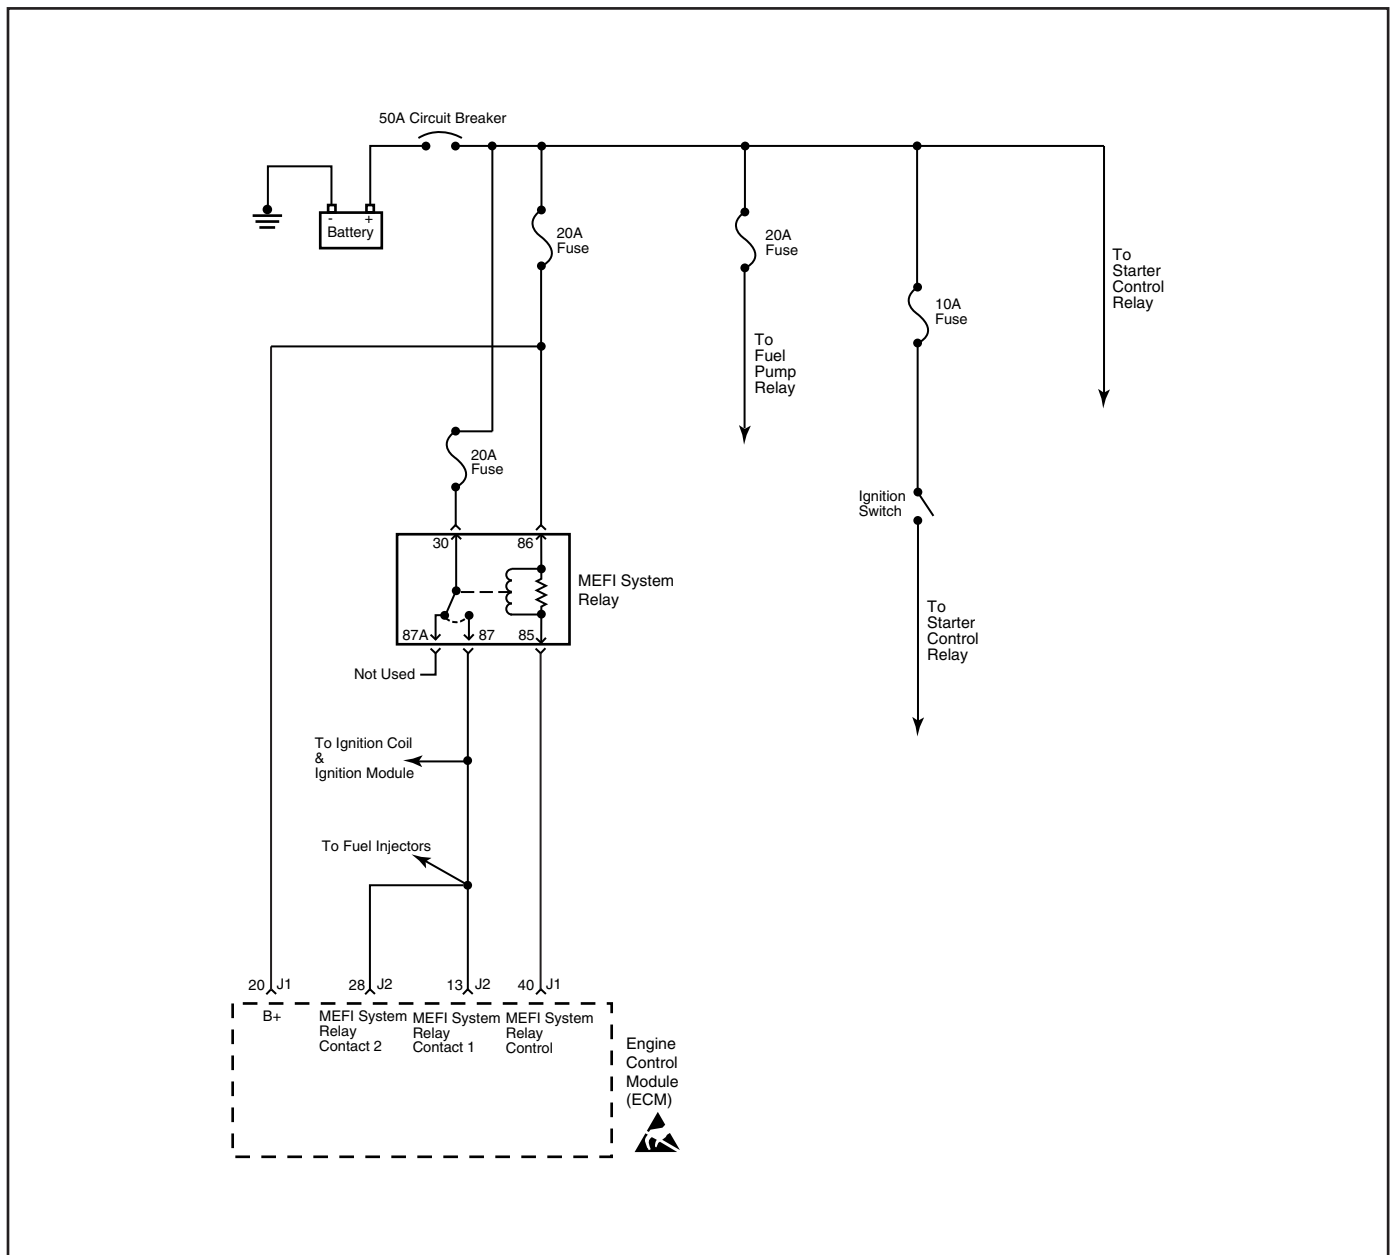 50A Circuit Breaker
- +
Battery
20A
Fuse
20A
Fuse
10A
Fuse
To
Starter
Control
Relay
To
Fuel
Pump
Relay
20A
Fuse
Ignition
Switch
30
86
MEFI System
Relay
87A
87
85
Not Used
To
Starter
Control
Relay
To Ignition Coil
&
Ignition Module
To Fuel Injectors
20 J1
28 J2
13 J2
40 J1
B+
MEFI System
Relay
Contact 2
MEFI System
Relay
Contact 1
MEFI System
Relay
Control
Engine
Control
Module
(ECM)